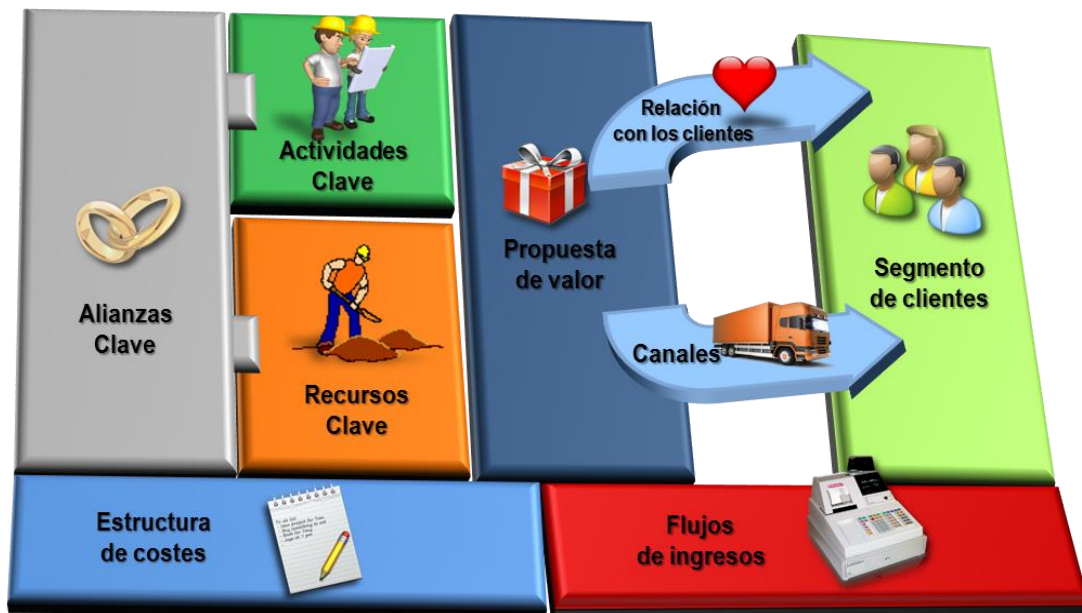 Alianzas
Clave
Actividades
Clave
Recursos
Clave
Propuesta
de valor
Relación
con los clientes
Canales
Segmento
de clientes
Estructura
de costes
Flujos
de ingresos